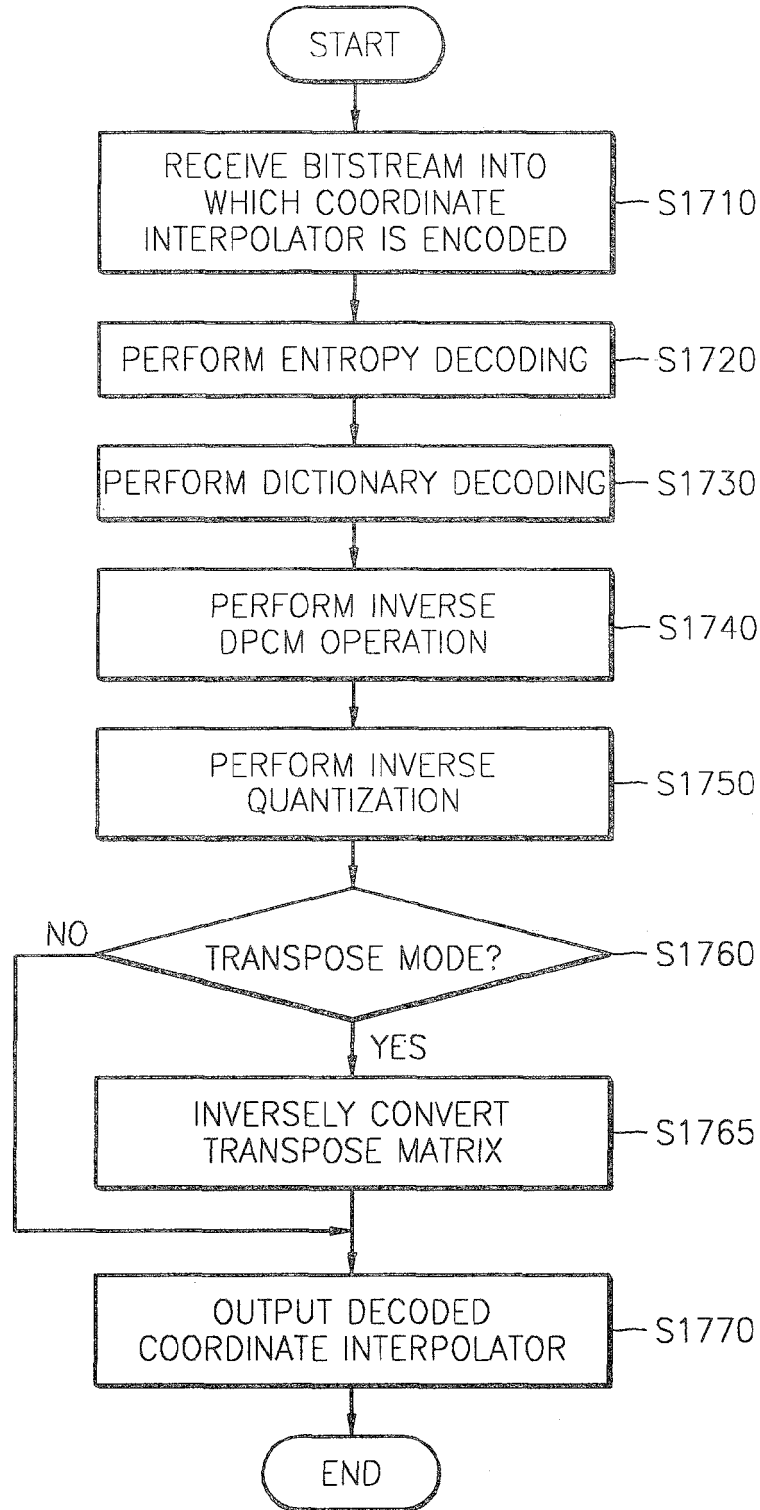 START
RECEIVE BITSTREAM INTO
WHICH COORDINATE
INTERPOLATOR IS ENCODED
S1710
PERFORM ENTROPY DECODING
S1720
PERFORM DICTIONARY DECODING
S1730
PERFORM INVERSE
DPCM OPERATION
S1740
PERFORM INVERSE
QUANTIZATION
S1750
NO
TRANSPOSE MODE?
S1760
YES
INVERSELY CONVERT
TRANSPOSE MATRIX
S1765
OUTPUT DECODED
COORDINATE INTERPOLATOR
S1770
END